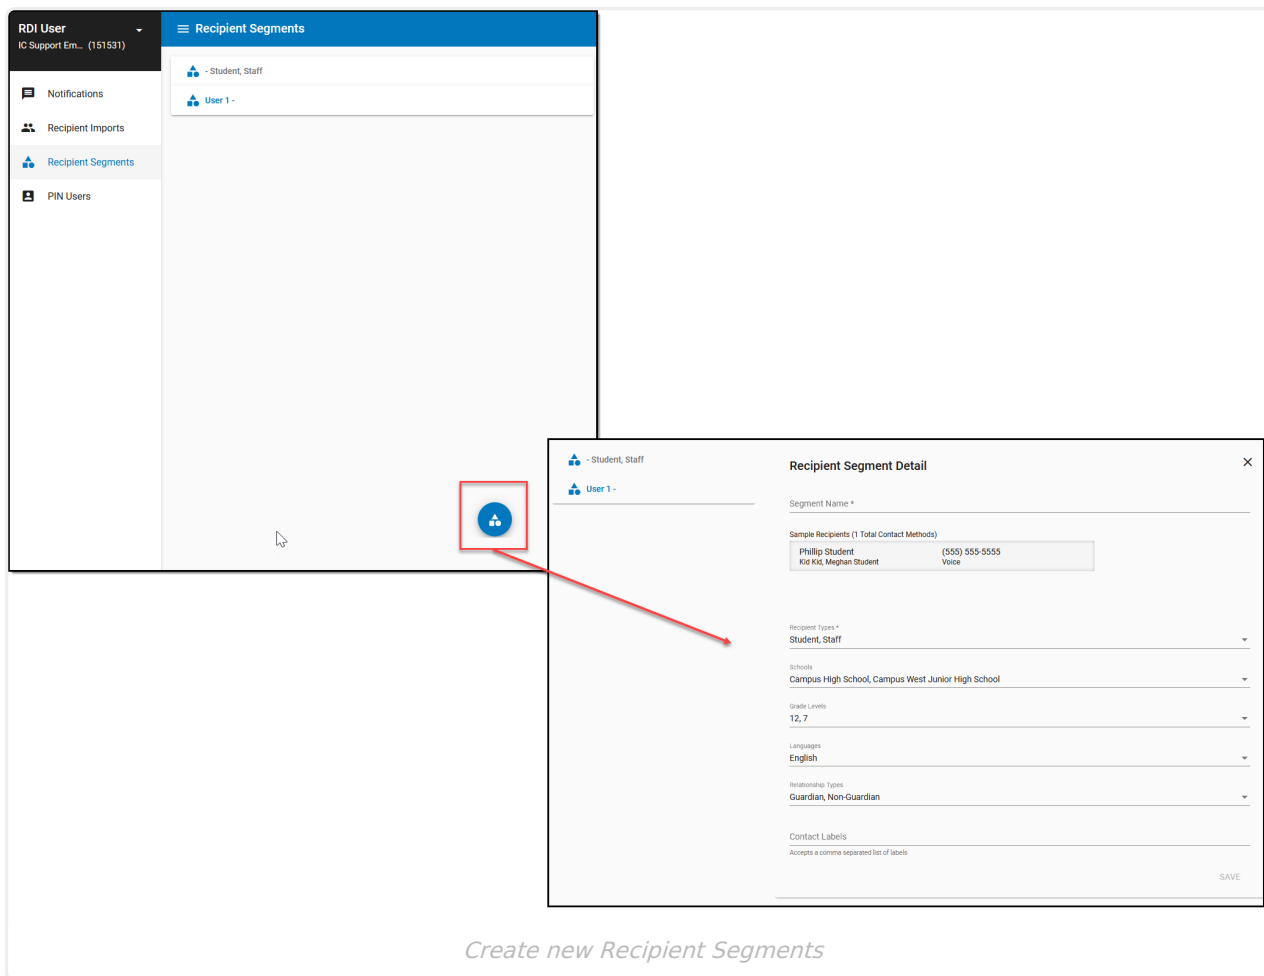 RDI User
IC Support Em... (151531)
Notifications
Recipient Imports
Recipient Segments
PIN Users
Recipient Segments
- Student, Staff
User 1 -
- Student, Staff
User 1 -
Recipient Segment Detail
Segment Name *
Sample Recipients (1 Total Contact Methods)
Phillip Student (555) 555-5555
Kid Kid, Meghan Student Voice
Recipient Types *
Student, Staff
Schools
Campus High School, Campus West Junior High School
Grade Levels
12, 7
Languages
English
Relationship Types
Guardian, Non-Guardian
Contact Labels
Accepts a comma separated list of labels
SAVE
Create new Recipient Segments